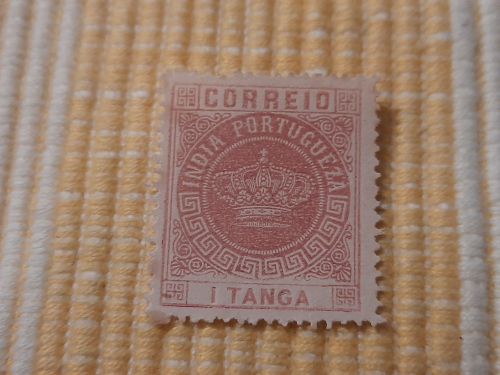 CORREIO
INDIA PORTUGUEZA
1 TANGA